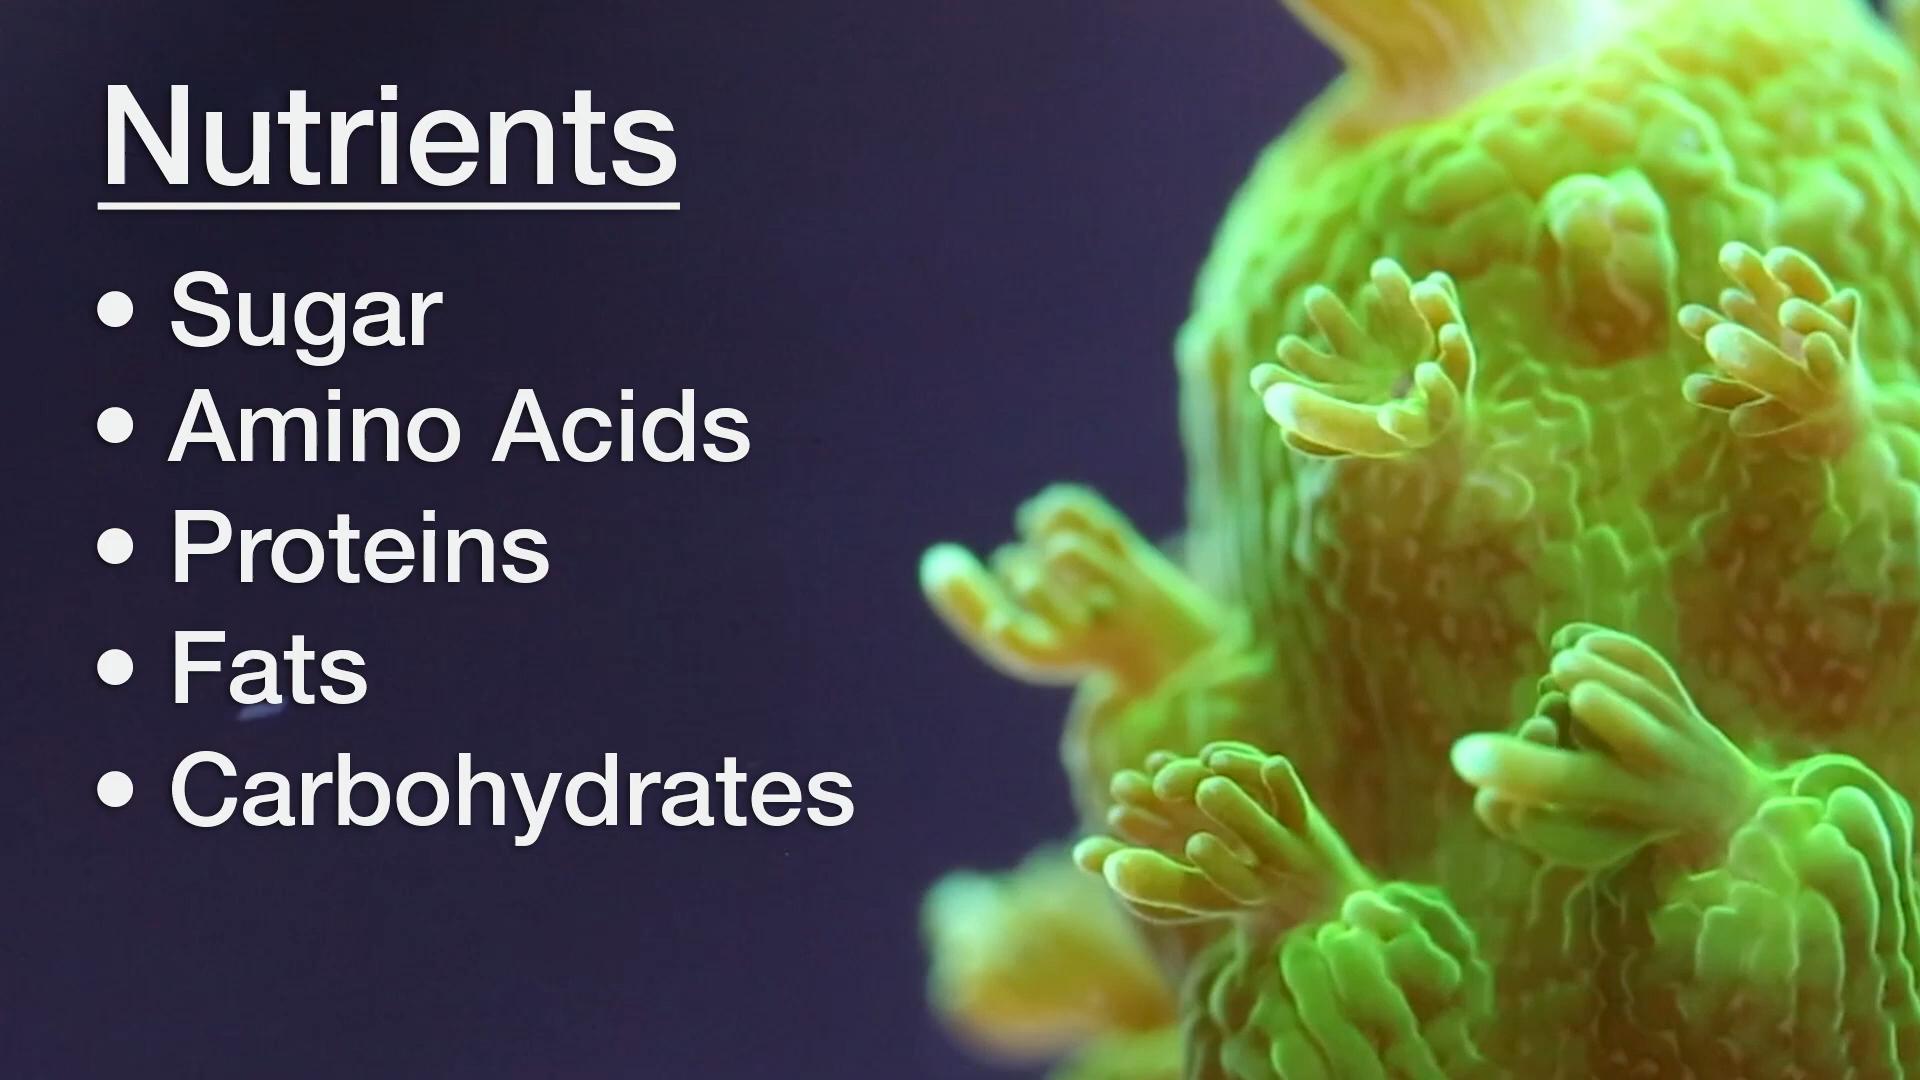 Nutrients
• Sugar
• Amino Acids
• Proteins
• Fats
• Carbohydrates